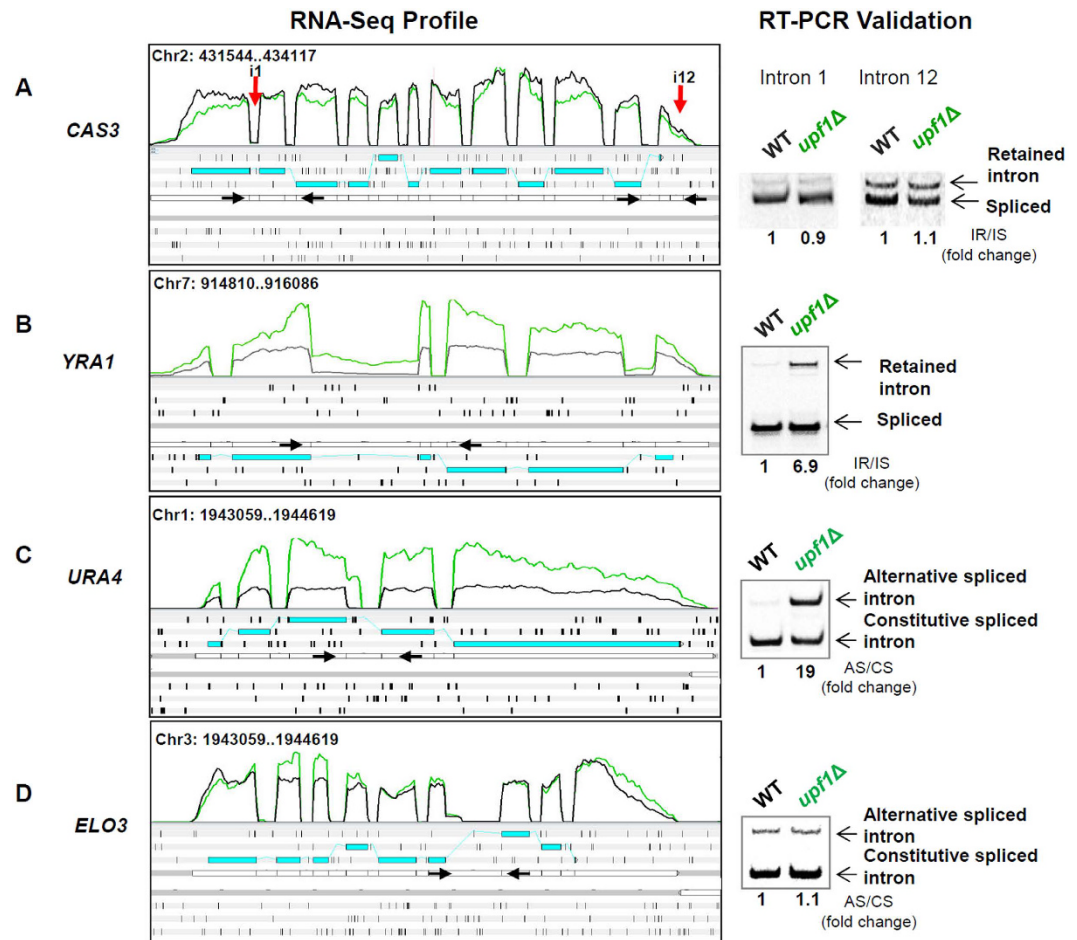 RNA-Seq Profile
RT-PCR Validation
A
CAS3
Chr2: 431544..434117
i1
i12
Intron 1
Intron 12
WT
upf1Δ
WT
upf1Δ
Retained
intron
Spliced
1
0.9
1
1.1
IR/IS
(fold change)
B
YRA1
Chr7: 914810..916086
WT
upf1Δ
Retained
intron
Spliced
1
6.9
IR/IS
(fold change)
C
URA4
Chr1: 1943059..1944619
WT
upf1Δ
Alternative spliced
intron
Constitutive spliced
intron
1
19
AS/CS
(fold change)
D
ELO3
Chr3: 1943059..1944619
WT
upf1Δ
Alternative spliced
intron
Constitutive spliced
intron
1
1.1
AS/CS
(fold change)